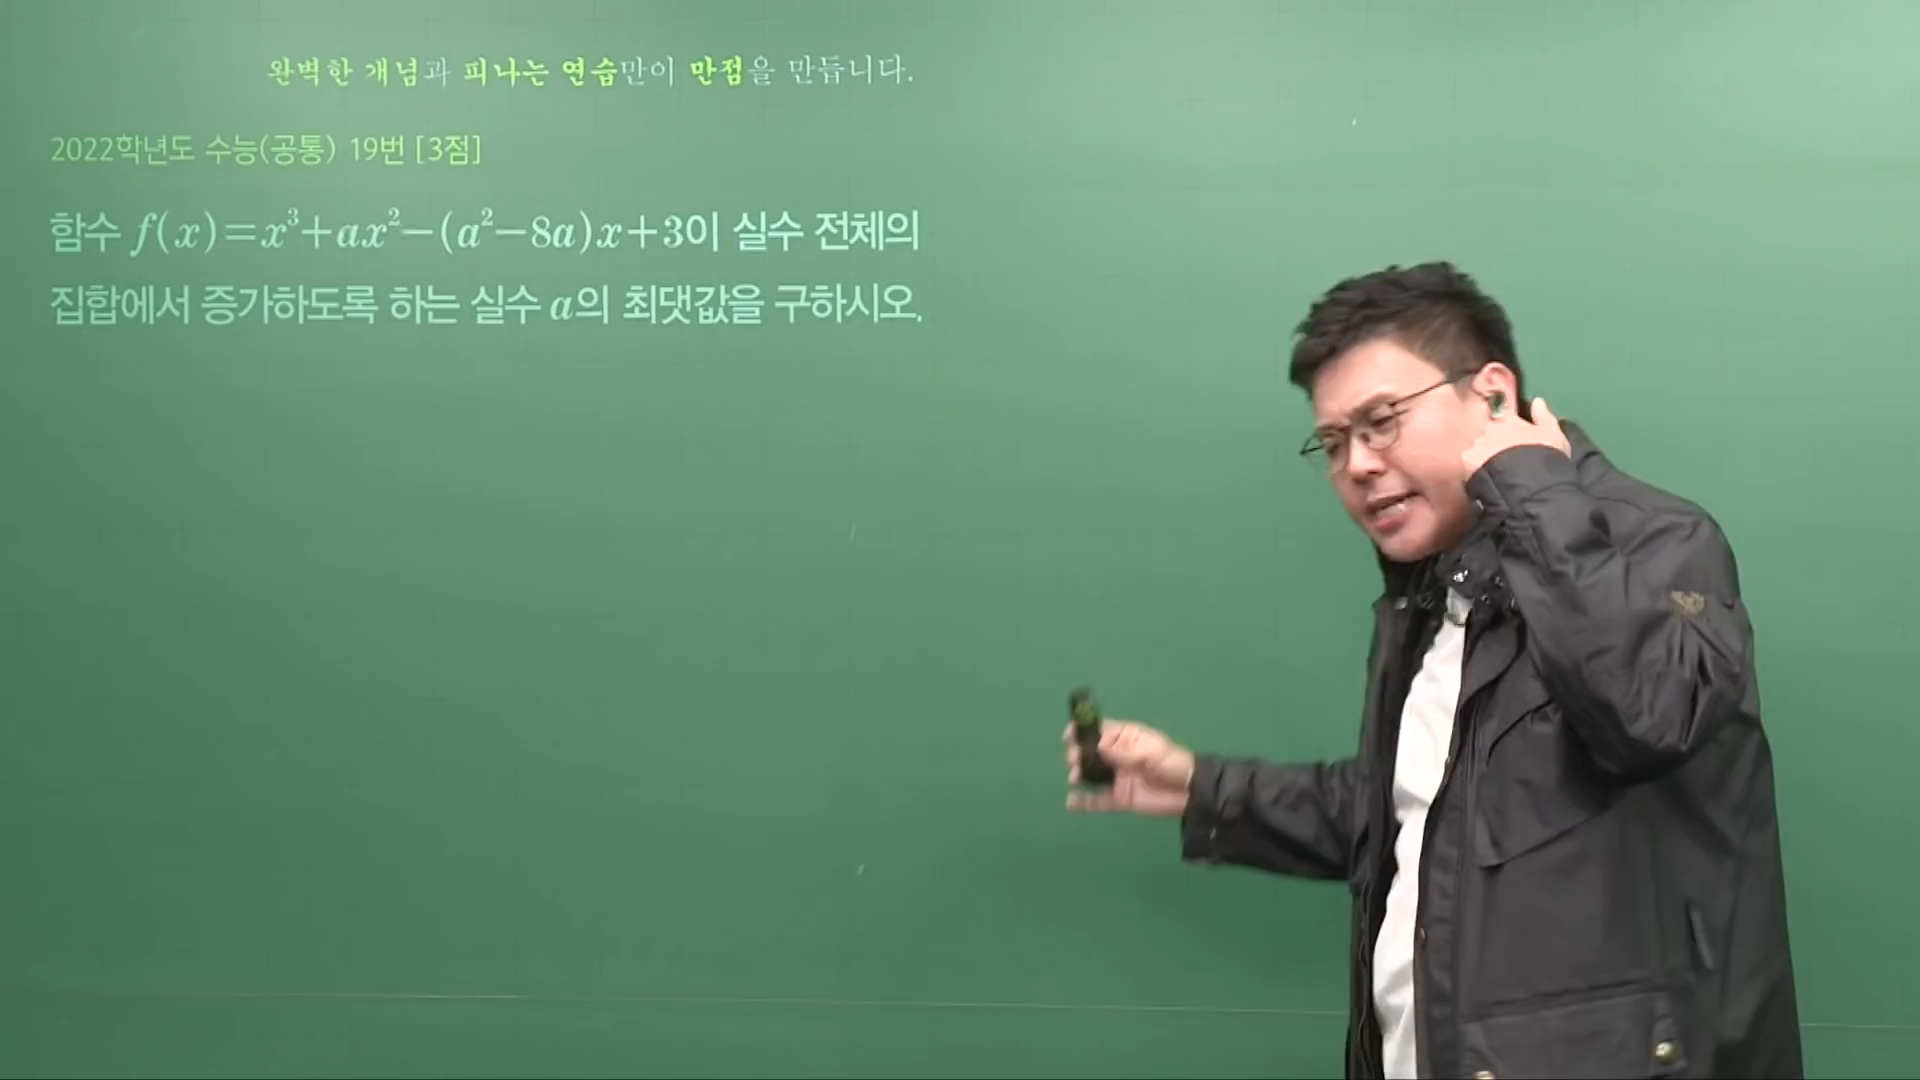 완벽한 개념과 피나는 연습만이 만점을 만듭니다.
2022학년도 수능(공통) 19번 [3점]
함수 f(x)=x³+ax²-(a²-8a)x+3이 실수 전체의
집합에서 증가하도록 하는 실수 a의 최댓값을 구하시오.